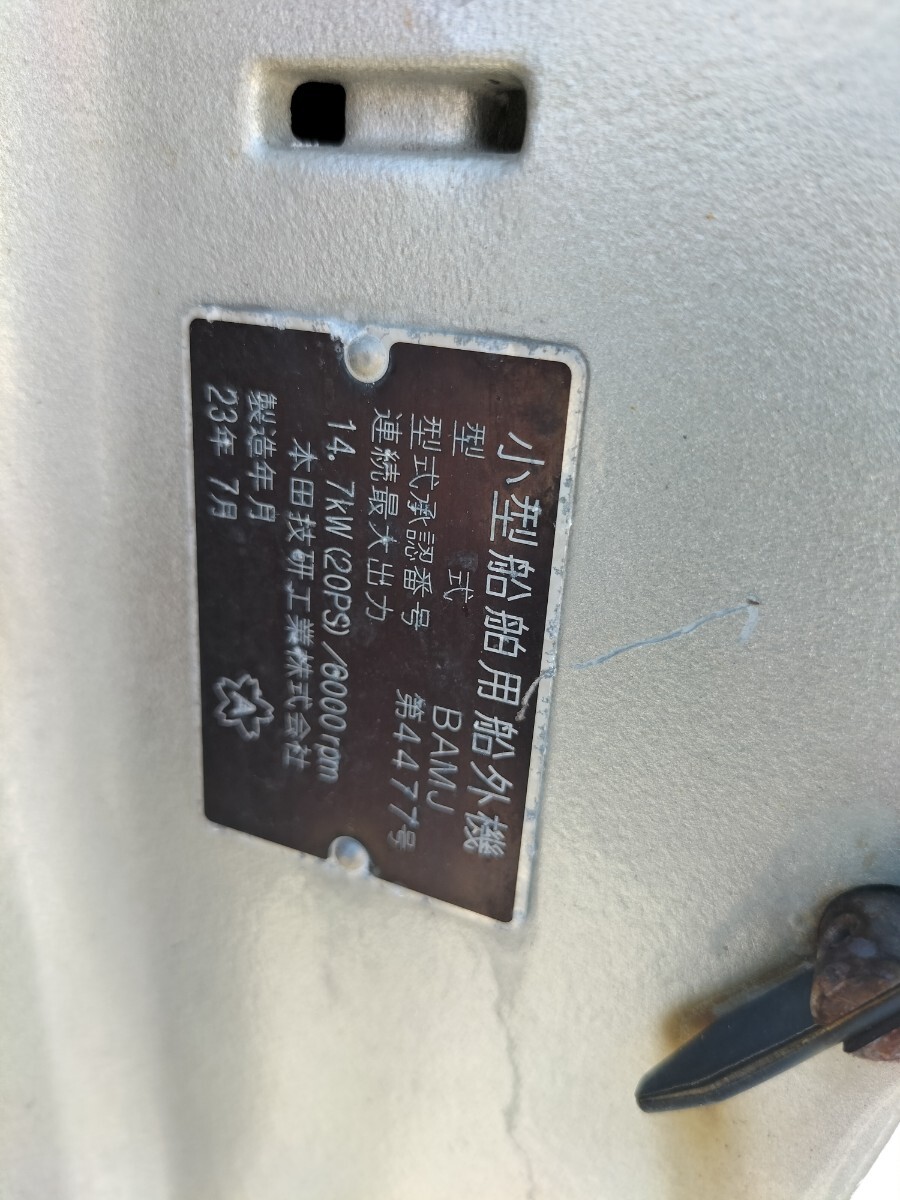 小型船舶用船外機
型 式 BAMJ
型式承認番号 第4477号
連続最大出力
14.7kW(20PS)/6000rpm
本田技研工業株式会社
製造年月
23年 7月
A